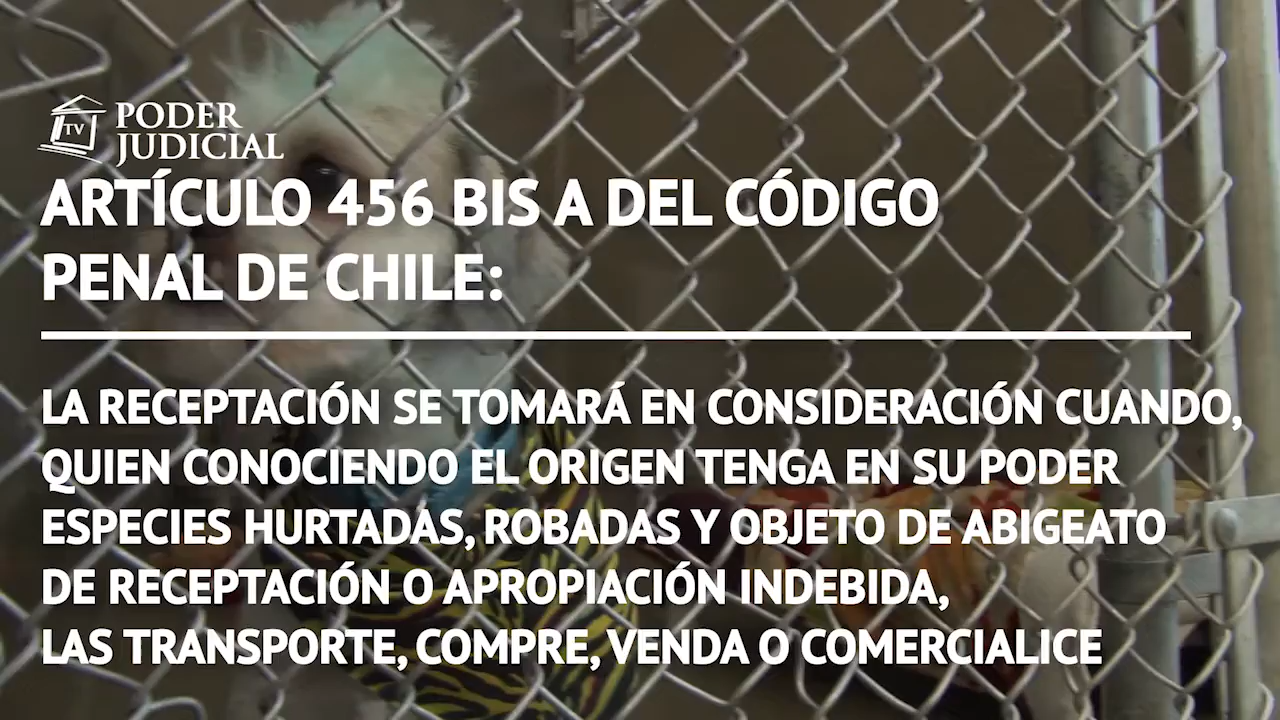 TV
PODER
JUDICIAL
ARTÍCULO 456 BIS A DEL CÓDIGO
PENAL DE CHILE:
LA RECEPTACIÓN SE TOMARÁ EN CONSIDERACIÓN CUANDO,
QUIEN CONOCIENDO EL ORIGEN TENGA EN SU PODER
ESPECIES HURTADAS, ROBADAS Y OBJETO DE ABIGEATO
DE RECEPTACIÓN O APROPIACIÓN INDEBIDA,
LAS TRANSPORTE, COMPRE, VENDA O COMERCIALICE